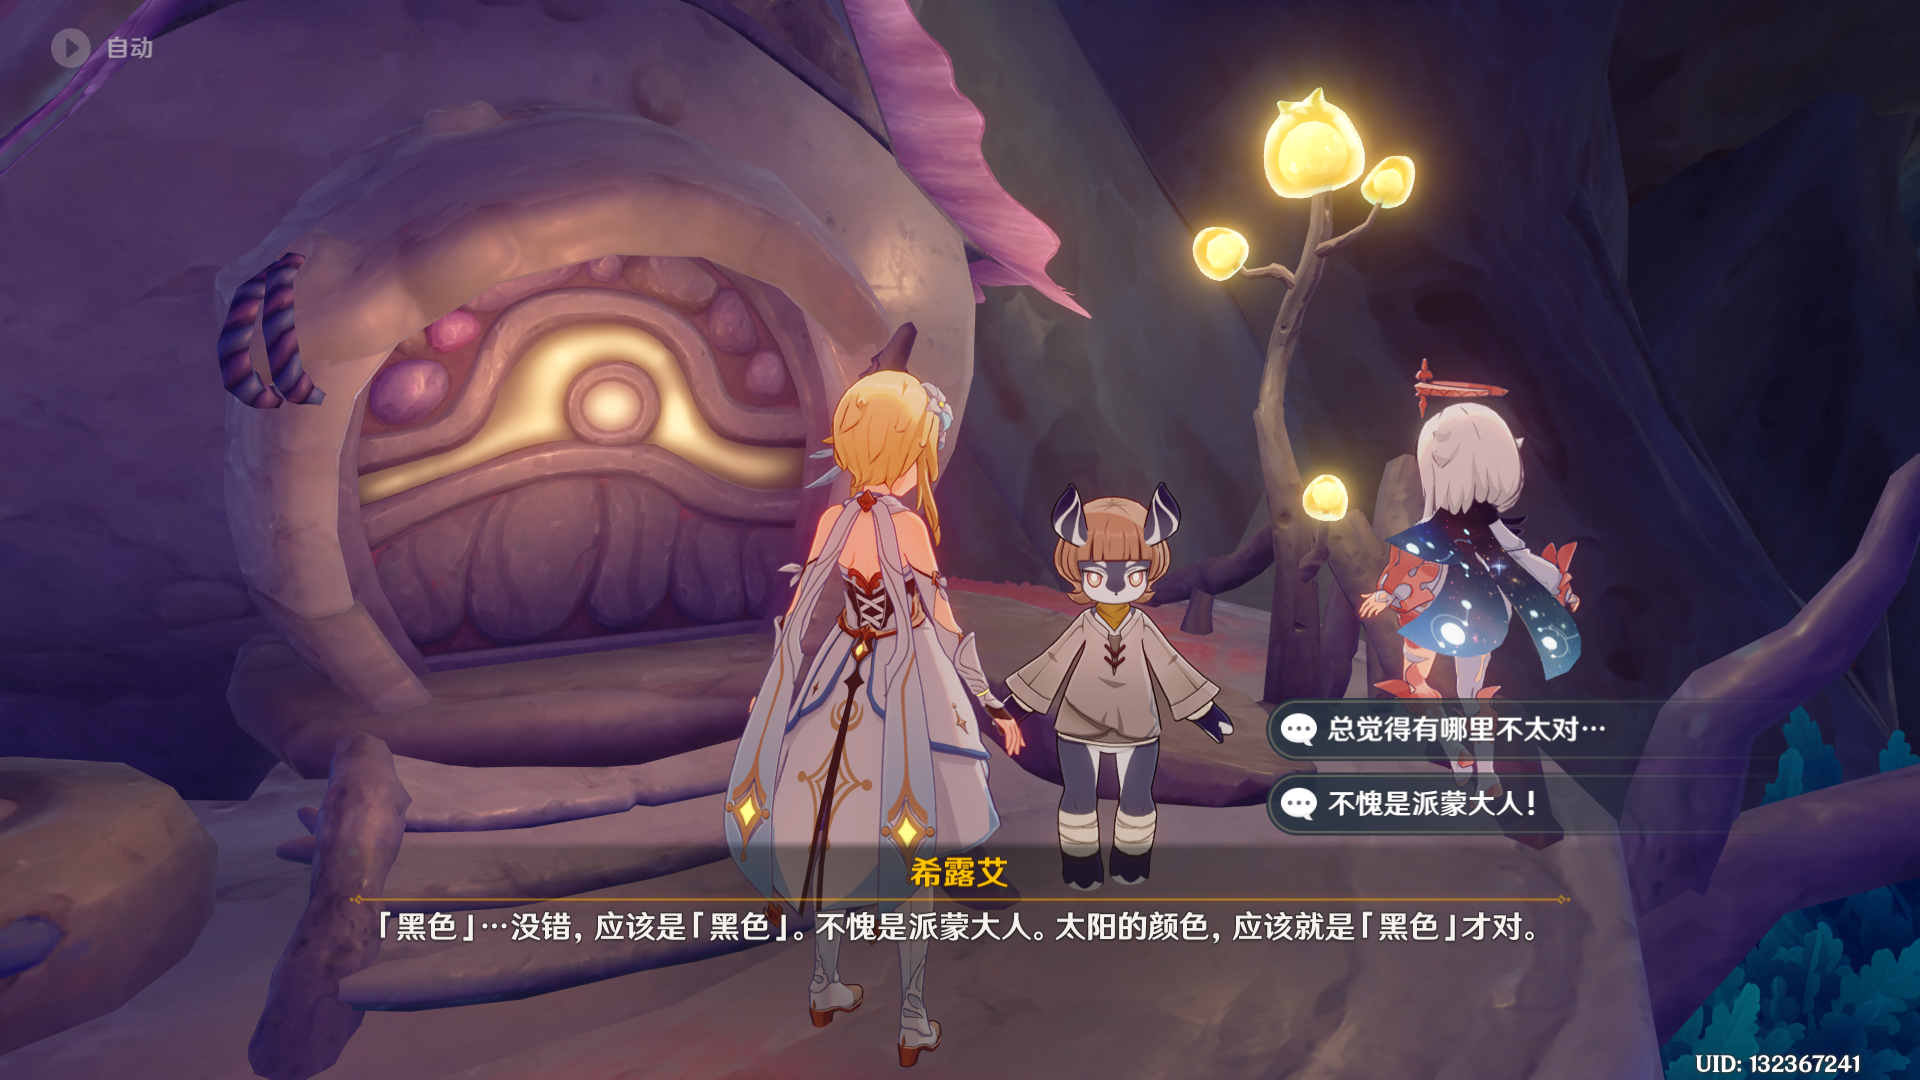 自动
总觉得有哪里不太对…
不愧是派蒙大人!
希露艾
「黑色」…没错,应该是「黑色」。不愧是派蒙大人。太阳的颜色,应该就是「黑色」才对。
UID: 132367241